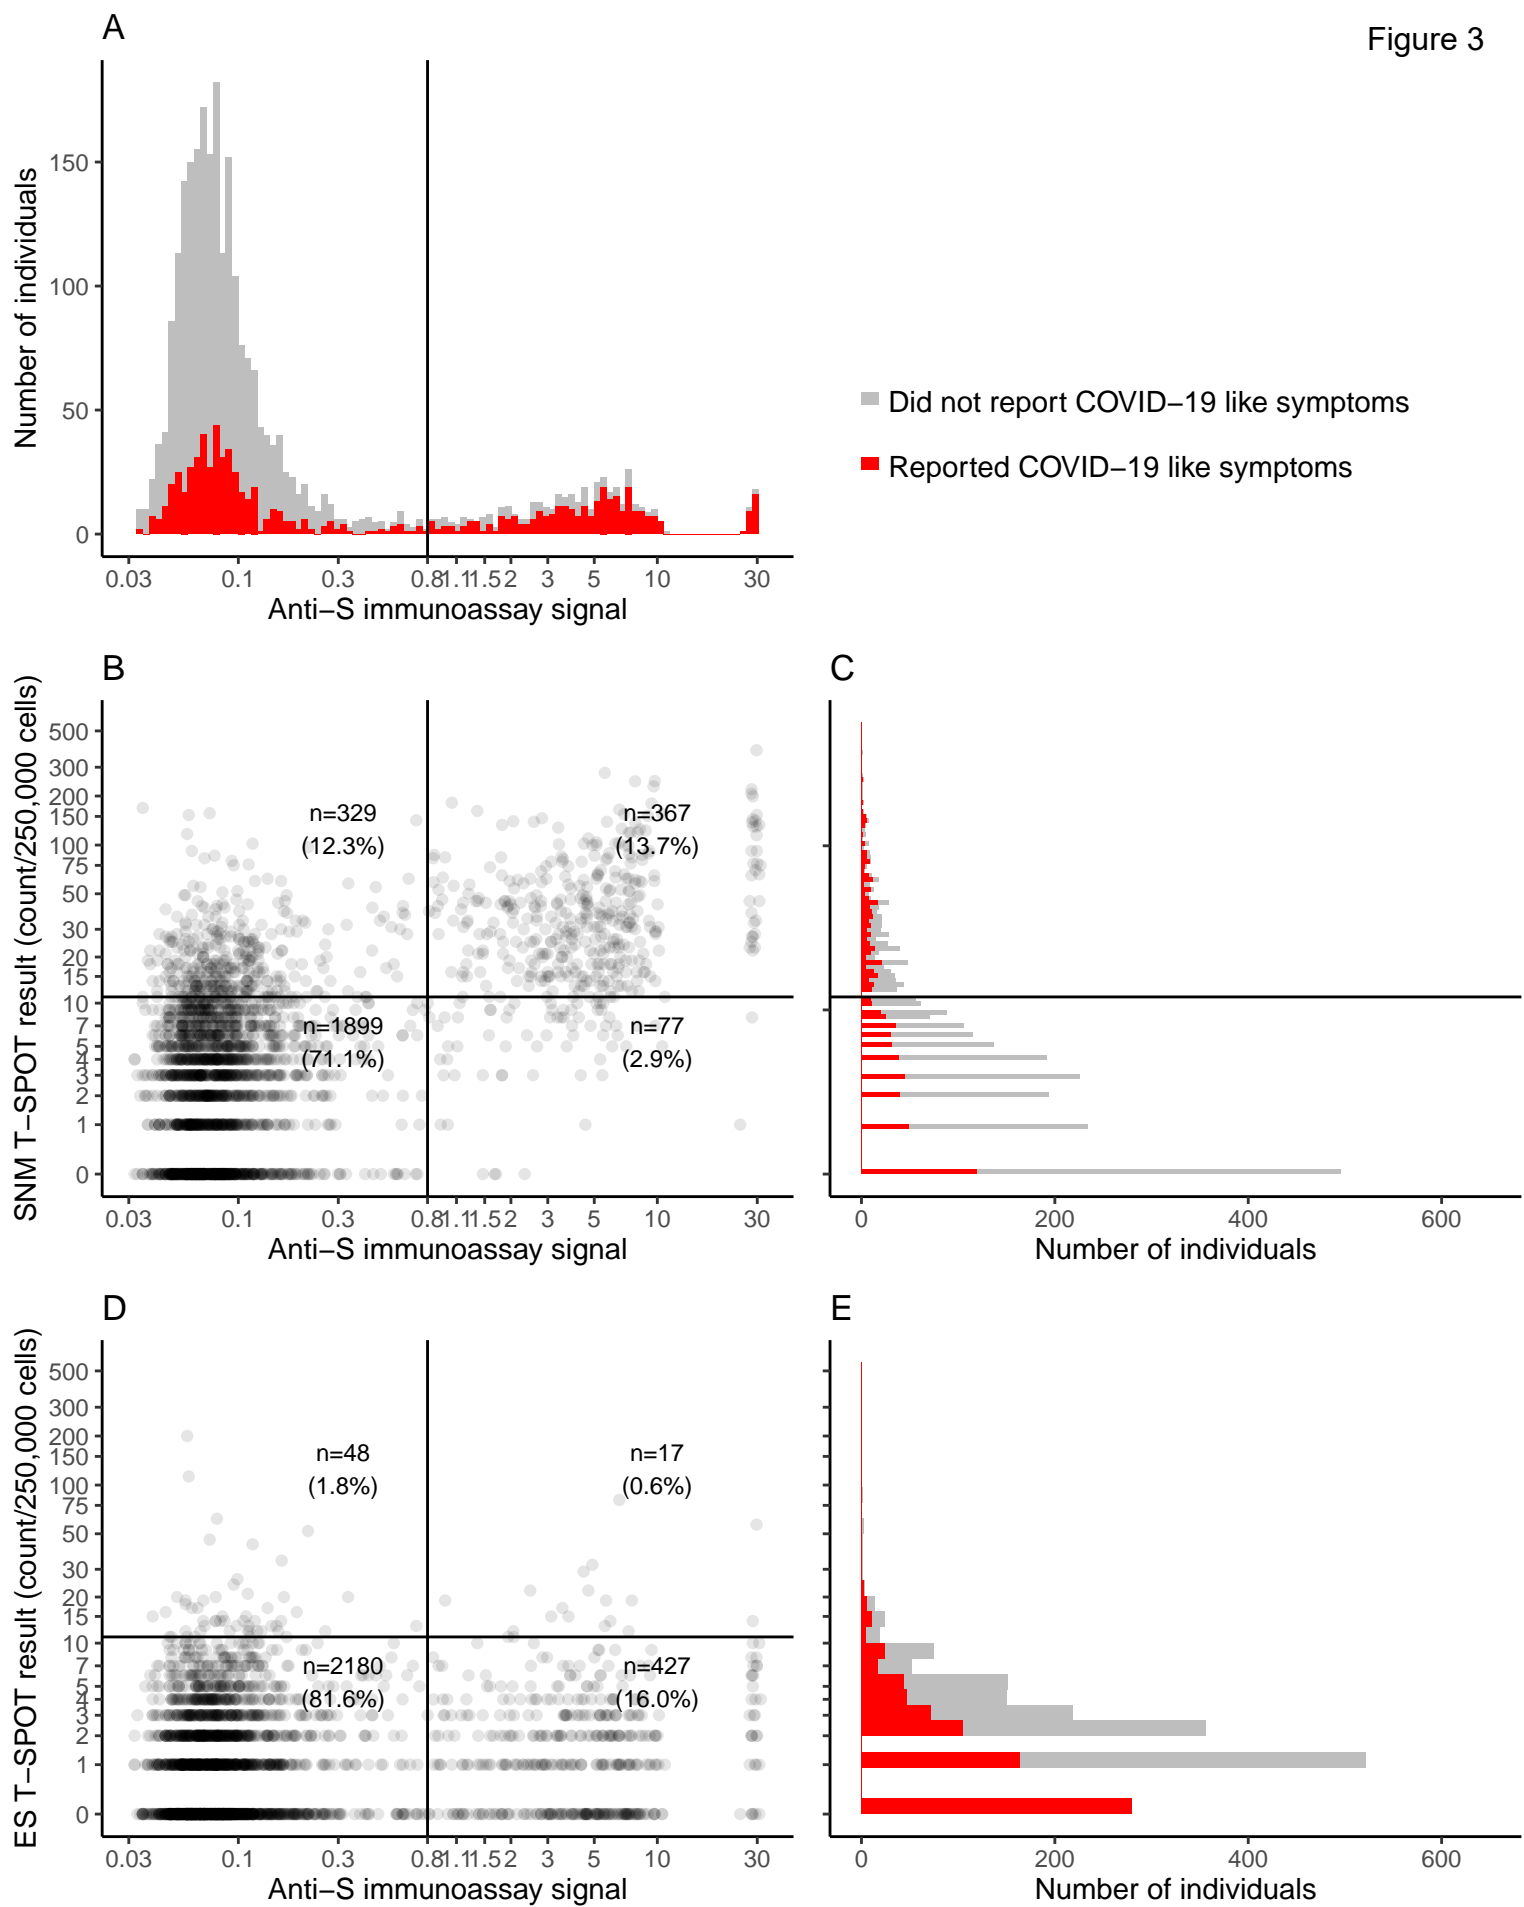 Figure 3
A
Number of individuals
150
100
50
0
0.03 0.1 0.3 0.8 1.1 1.5 2 3 5 10 30
Anti−S immunoassay signal
Did not report COVID−19 like symptoms
Reported COVID−19 like symptoms
B
SNM T−SPOT result (count/250,000 cells)
500
300
200
150
100
75
50
30
20
15
10
7
5
4
3
2
1
0
n=329
(12.3%)
n=367
(13.7%)
n=1899
(71.1%)
n=77
(2.9%)
0.03 0.1 0.3 0.8 1.1 1.5 2 3 5 10 30
Anti−S immunoassay signal
C
0 200 400 600
Number of individuals
D
ES T−SPOT result (count/250,000 cells)
500
300
200
150
100
75
50
30
20
15
10
7
5
4
3
2
1
0
n=48
(1.8%)
n=17
(0.6%)
n=2180
(81.6%)
n=427
(16.0%)
0.03 0.1 0.3 0.8 1.1 1.5 2 3 5 10 30
Anti−S immunoassay signal
E
0 200 400 600
Number of individuals